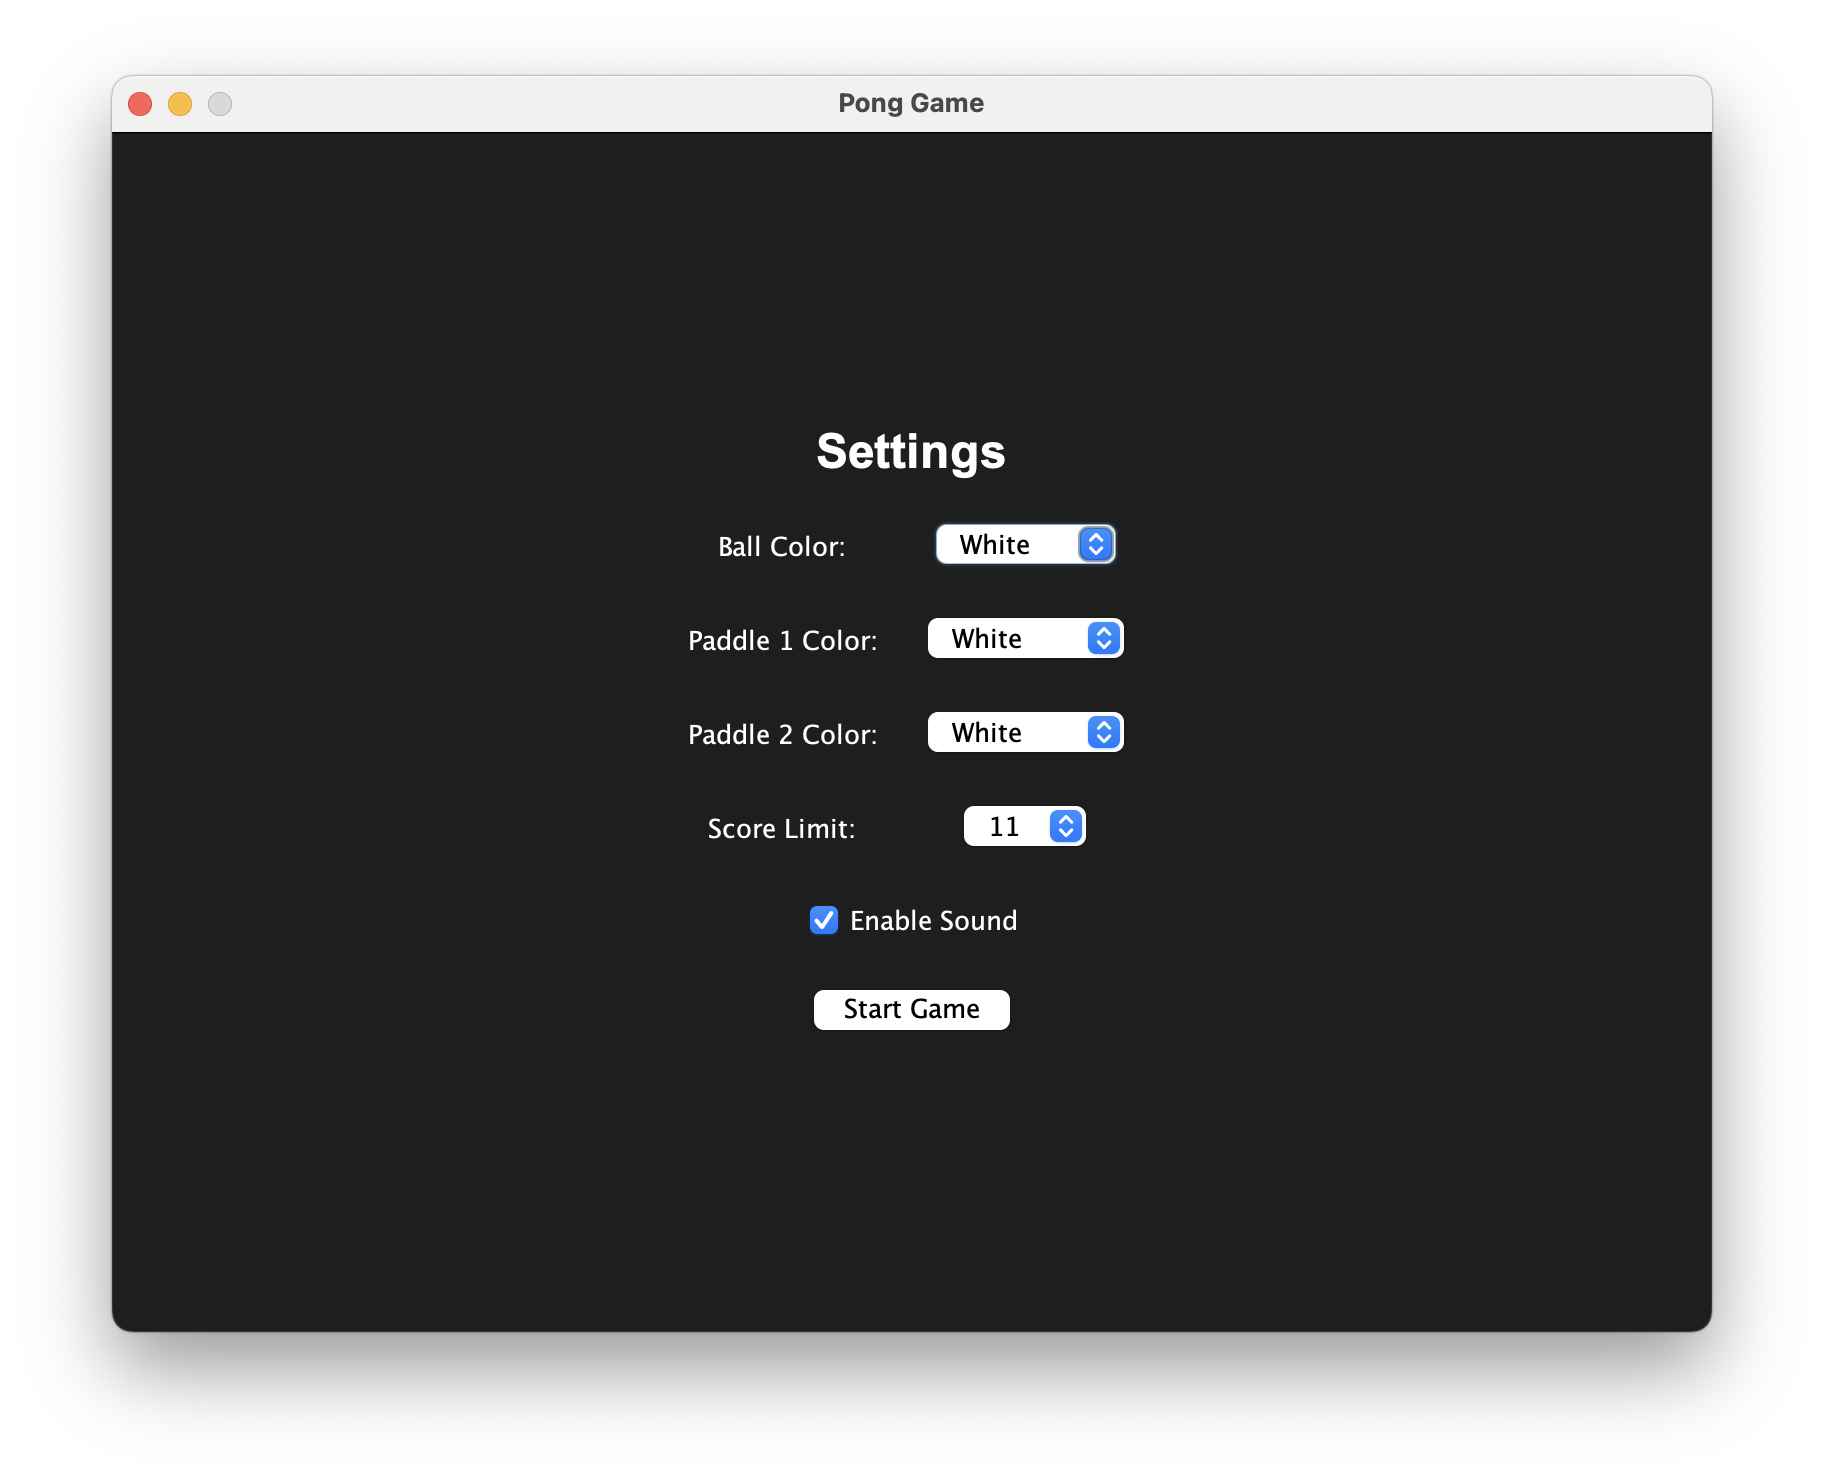 Pong Game
Settings
Ball Color: White
Paddle 1 Color: White
Paddle 2 Color: White
Score Limit: 11
Enable Sound
Start Game